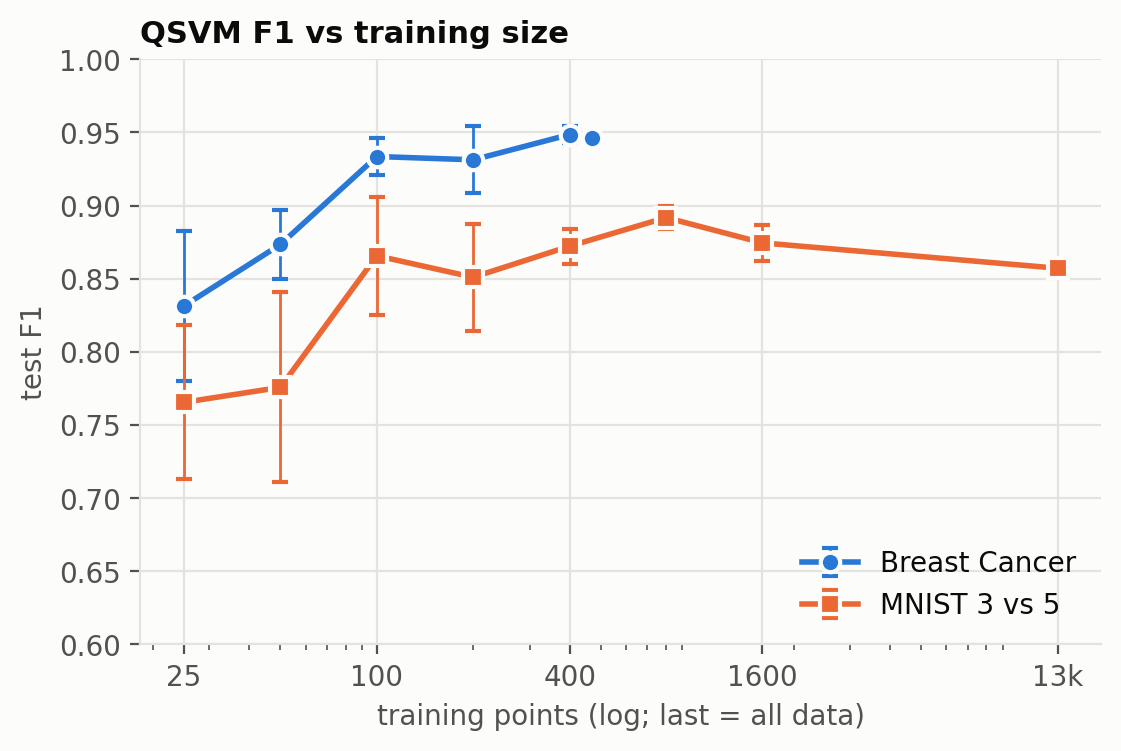 QSVM F1 vs training size
1.00
0.95
0.90
0.85
0.80
0.75
0.70
0.65
0.60
test F1
Breast Cancer
MNIST 3 vs 5
25 100 400 1600 13k
training points (log; last = all data)